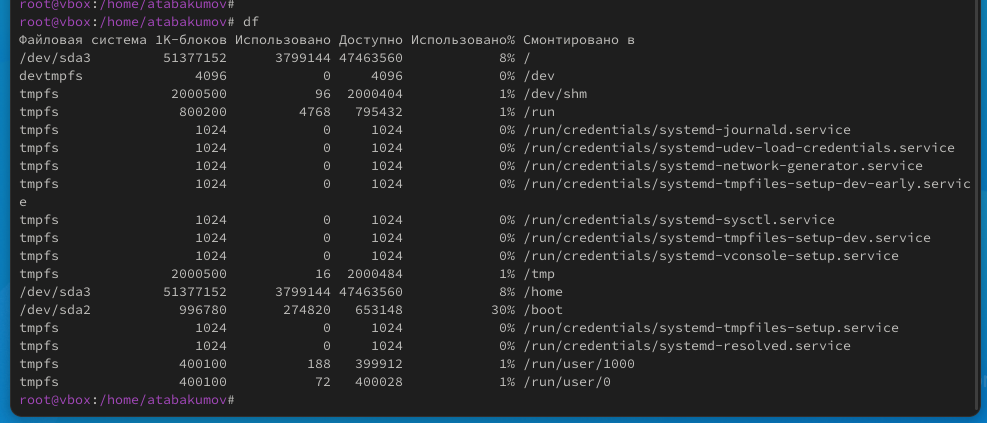 root@vbox:/home/atabakumov#
root@vbox:/home/atabakumov# df
Файловая система 1K-блоков Использовано Доступно Использовано% Смонтировано в
/dev/sda3 51377152 3799144 47463560 8% /
devtmpfs 4096 0 4096 0% /dev
tmpfs 2000500 96 2000404 1% /dev/shm
tmpfs 800200 4768 795432 1% /run
tmpfs 1024 0 1024 0% /run/credentials/systemd-journald.service
tmpfs 1024 0 1024 0% /run/credentials/systemd-udev-load-credentials.service
tmpfs 1024 0 1024 0% /run/credentials/systemd-network-generator.service
tmpfs 1024 0 1024 0% /run/credentials/systemd-tmpfiles-setup-dev-early.servic
e
tmpfs 1024 0 1024 0% /run/credentials/systemd-sysctl.service
tmpfs 1024 0 1024 0% /run/credentials/systemd-tmpfiles-setup-dev.service
tmpfs 1024 0 1024 0% /run/credentials/systemd-vconsole-setup.service
tmpfs 2000500 16 2000484 1% /tmp
/dev/sda3 51377152 3799144 47463560 8% /home
/dev/sda2 996780 274820 653148 30% /boot
tmpfs 1024 0 1024 0% /run/credentials/systemd-tmpfiles-setup.service
tmpfs 1024 0 1024 0% /run/credentials/systemd-resolved.service
tmpfs 400100 188 399912 1% /run/user/1000
tmpfs 400100 72 400028 1% /run/user/0
root@vbox:/home/atabakumov#